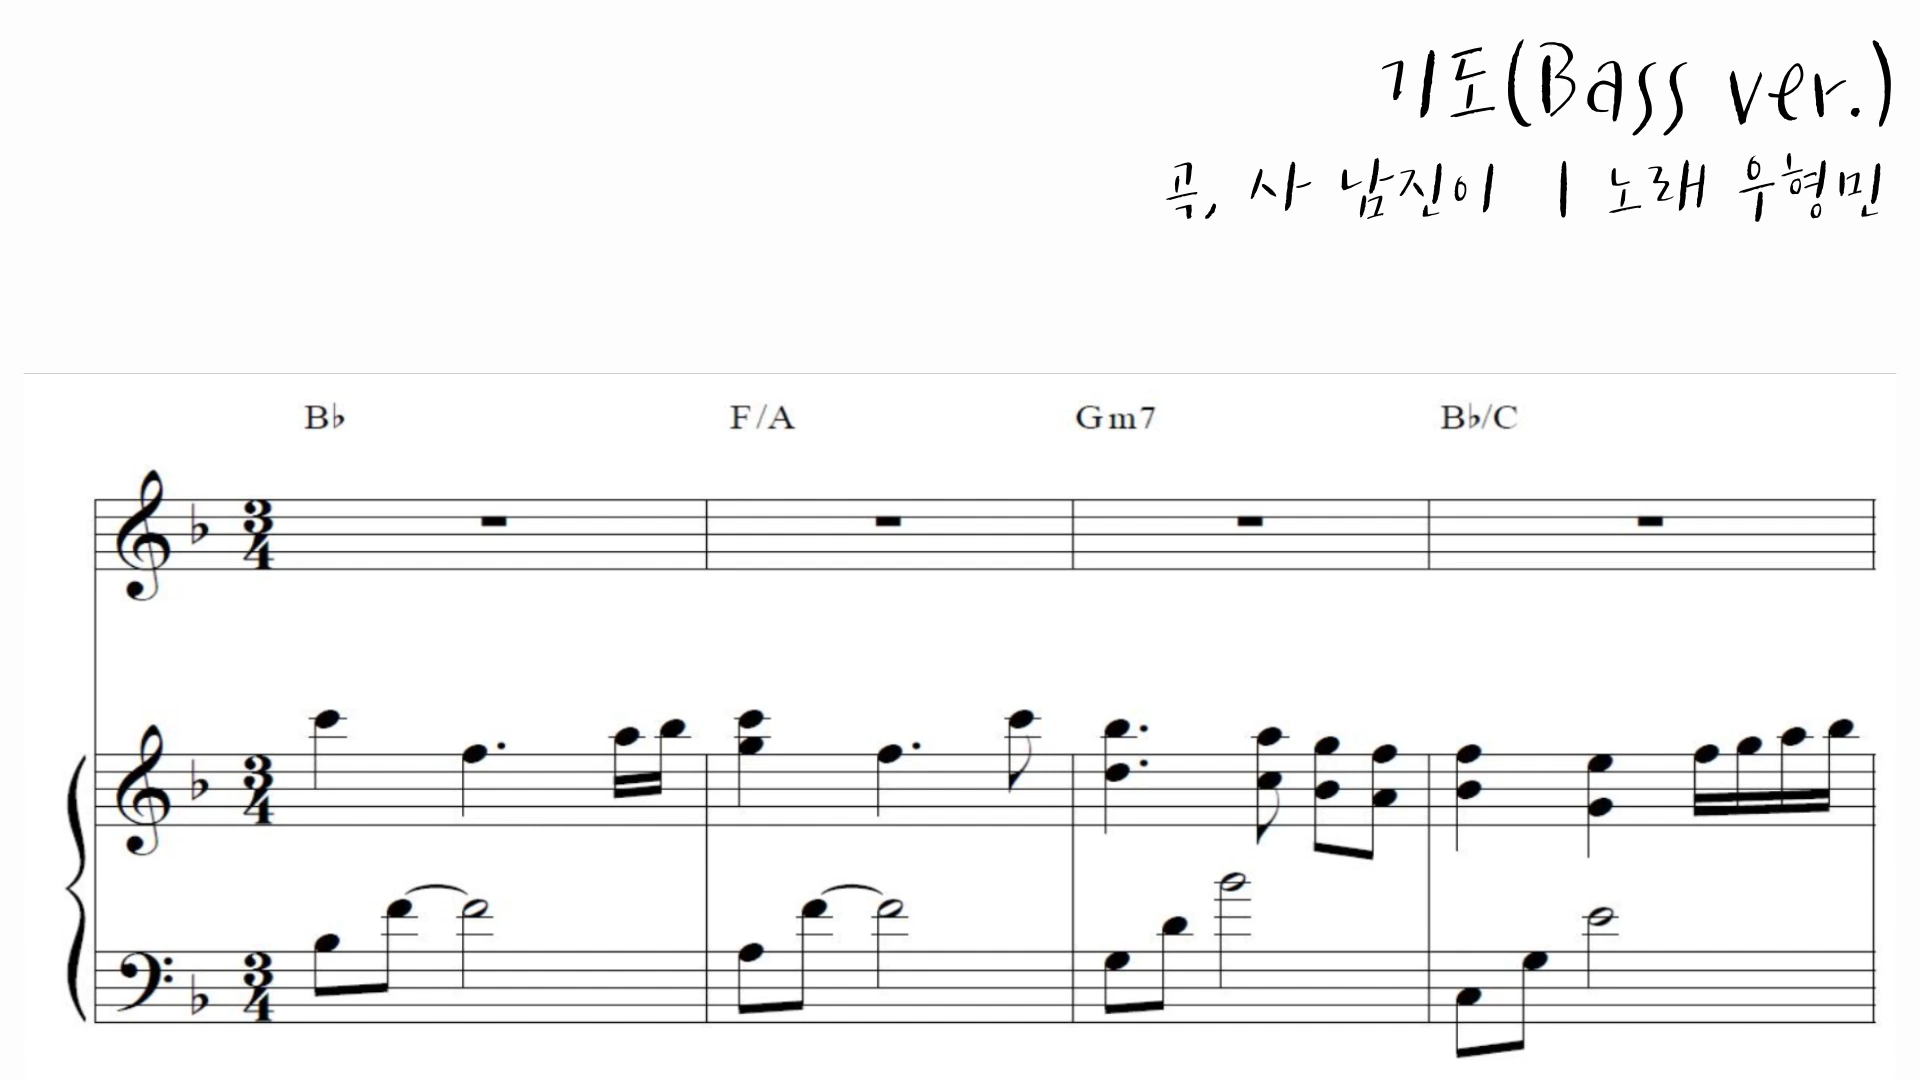 기도(Bass ver.)
곡, 사 남진이 | 노래 우형민
B♭ F/A Gm7 B♭/C